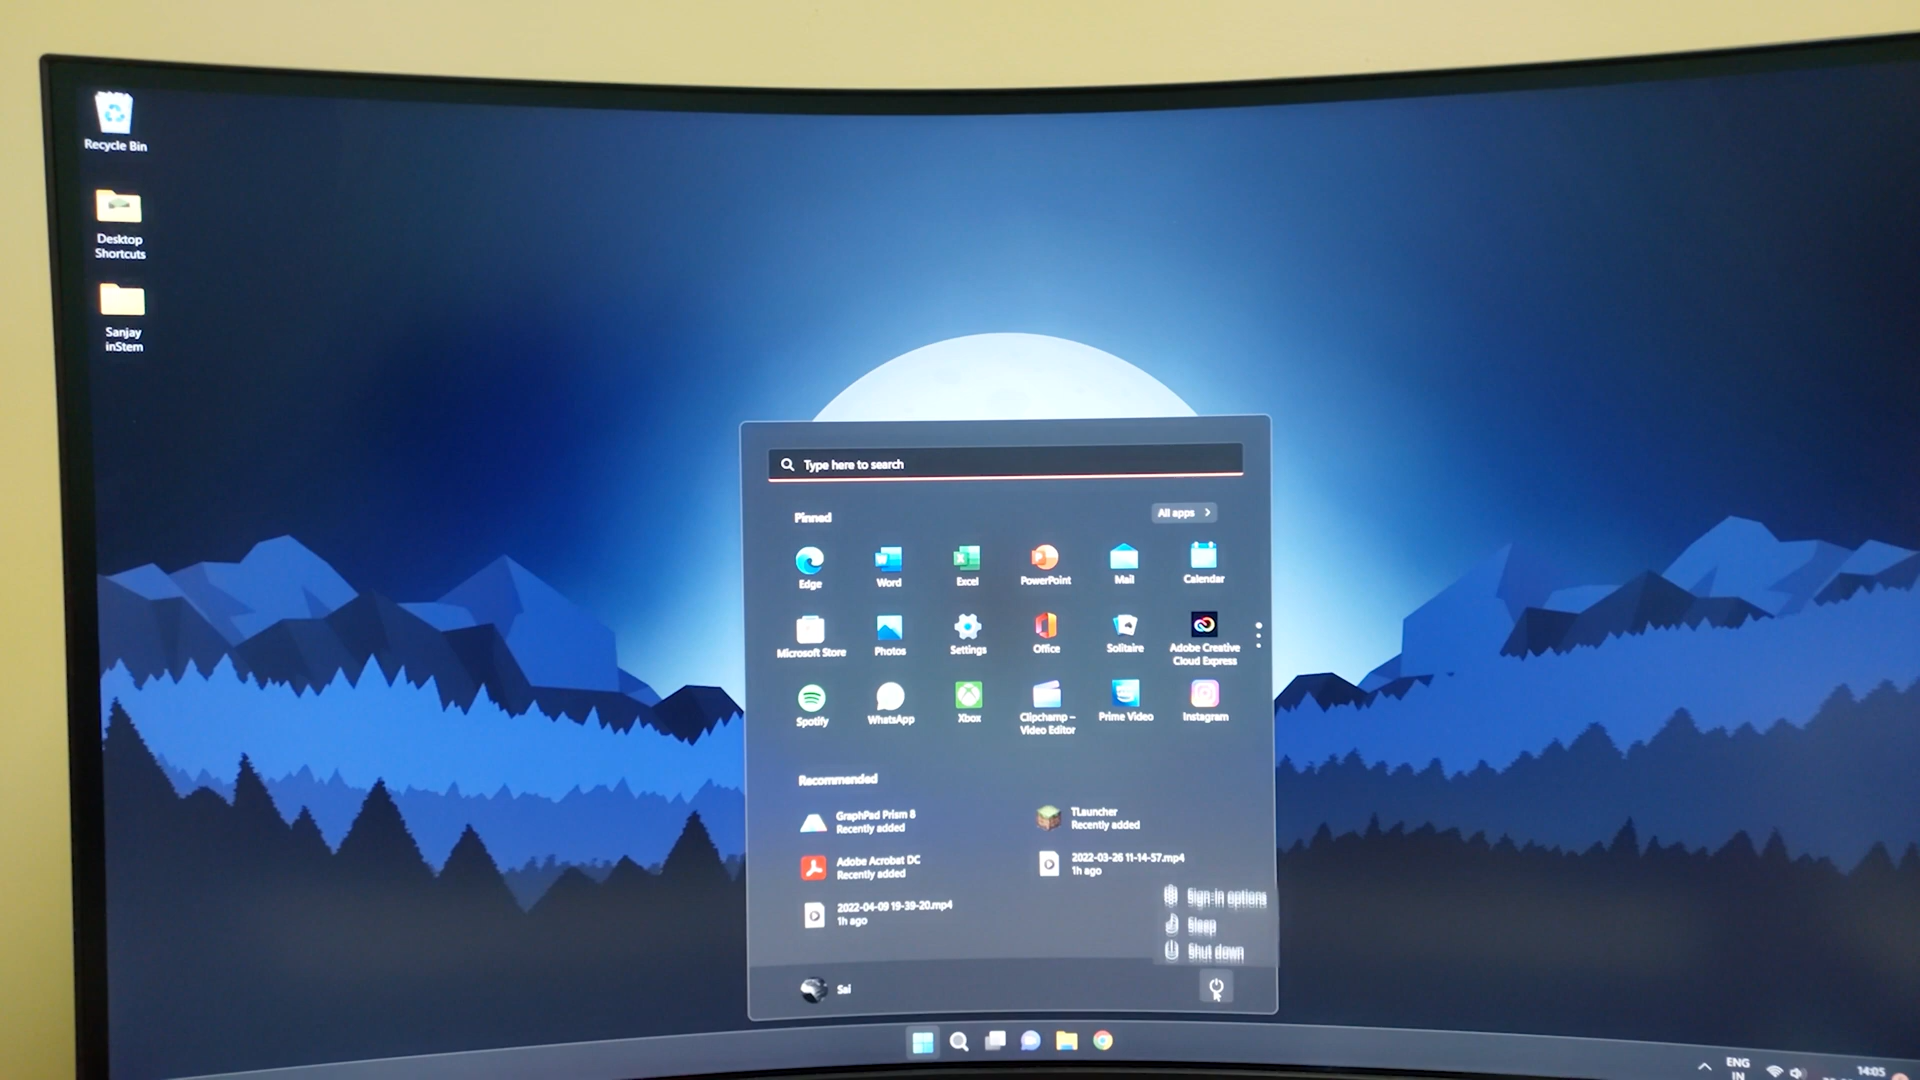 Recycle Bin
Desktop
Shortcuts
Sanjay
inStem
Type here to search
Pinned
All apps
Edge
Word
Excel
PowerPoint
Mail
Calendar
Microsoft Store
Photos
Settings
Office
Solitaire
Adobe Creative
Cloud Express
Spotify
WhatsApp
Xbox
Clipchamp –
Video Editor
Prime Video
Instagram
Recommended
GraphPad Prism 8
Recently added
TLauncher
Recently added
Adobe Acrobat DC
Recently added
2022-03-26 11-14-57.mp4
1h ago
2022-04-09 19-39-20.mp4
1h ago
Sign-in options
Sleep
Shut down
Sai
ENG
IN
14:05